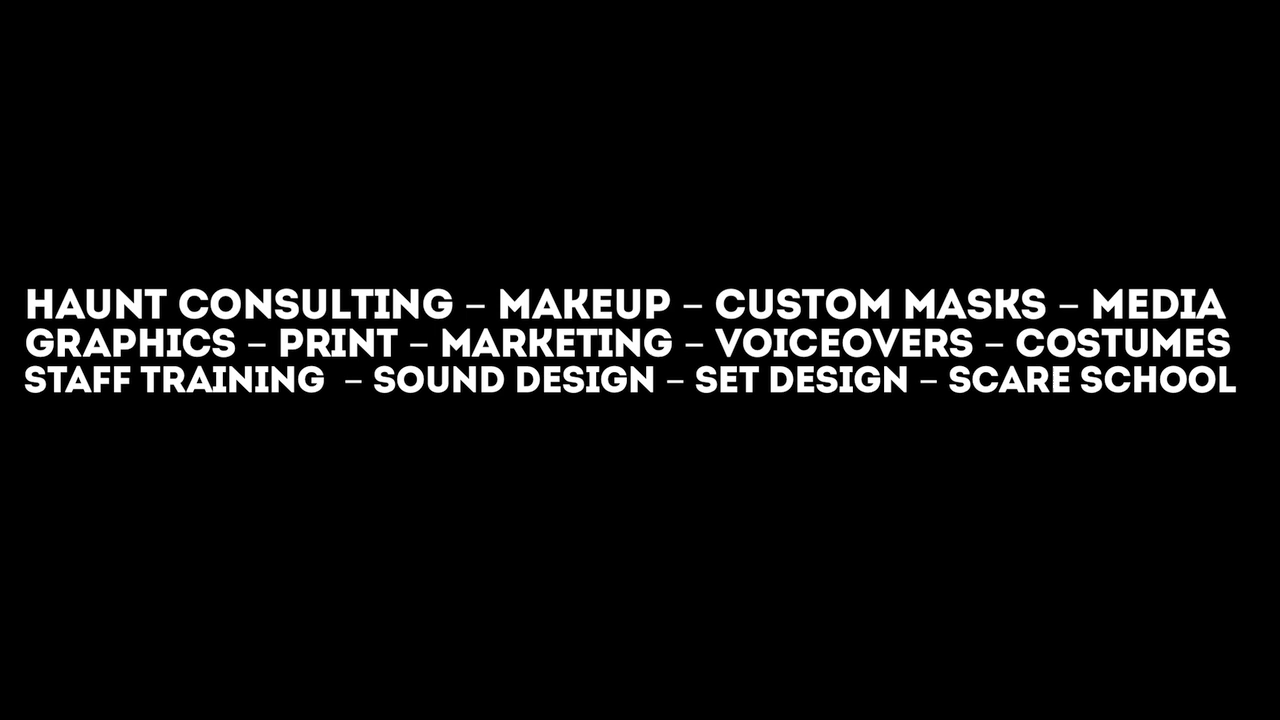 HAUNT CONSULTING – MAKEUP – CUSTOM MASKS – MEDIA
GRAPHICS – PRINT – MARKETING – VOICEOVERS – COSTUMES
STAFF TRAINING – SOUND DESIGN – SET DESIGN – SCARE SCHOOL